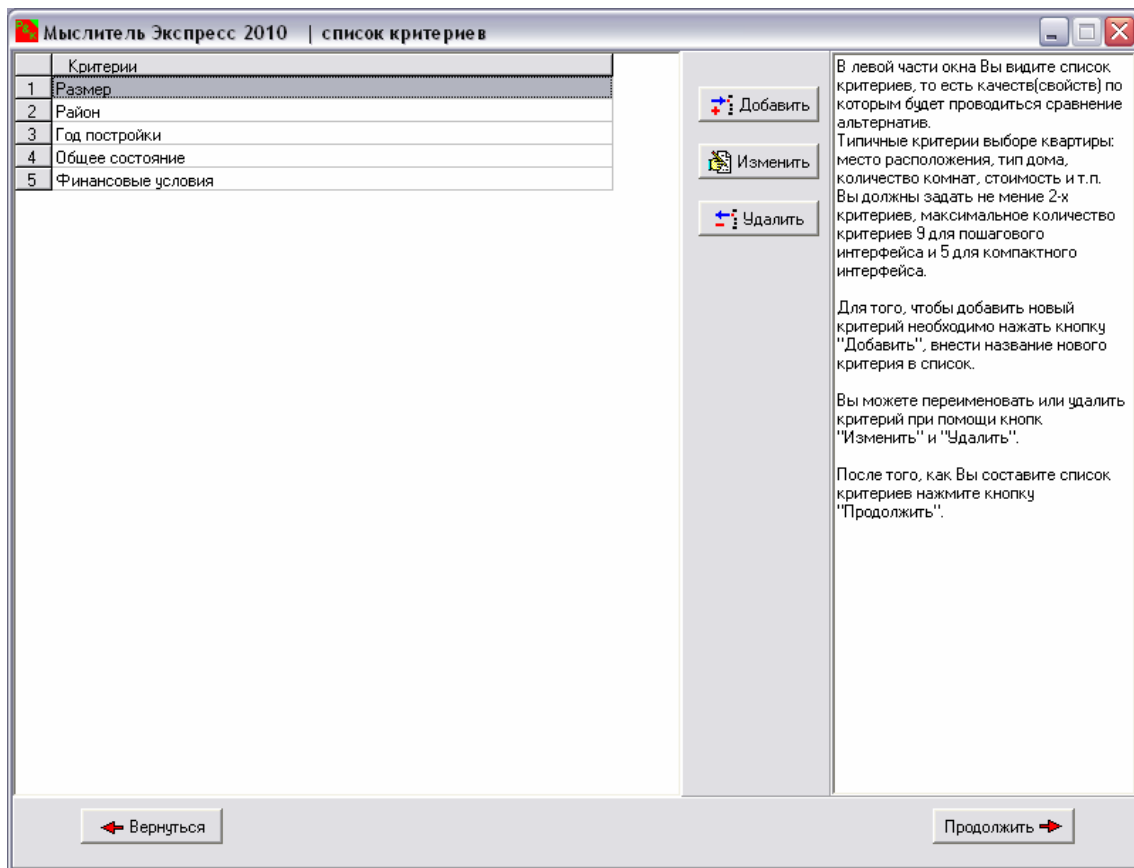 Мыслитель Экспресс 2010 | список критериев
Критерии
1 Размер
2 Район
3 Год постройки
4 Общее состояние
5 Финансовые условия
Добавить
Изменить
Удалить
В левой части окна Вы видите список
критериев, то есть качеств(свойств) по
которым будет проводиться сравнение
альтернатив.
Типичные критерии выборе квартиры:
место расположения, тип дома,
количество комнат, стоимость и т.п.
Вы должны задать не мение 2-х
критериев, максимальное количество
критериев 9 для пошагового
интерфейса и 5 для компактного
интерфейса.
Для того, чтобы добавить новый
критерий необходимо нажать кнопку
"Добавить", внести название нового
критерия в список.
Вы можете переименовать или удалить
критерий при помощи кнопк
"Изменить" и "Удалить".
После того, как Вы составите список
критериев нажмите кнопку
"Продолжить".
Вернуться
Продолжить